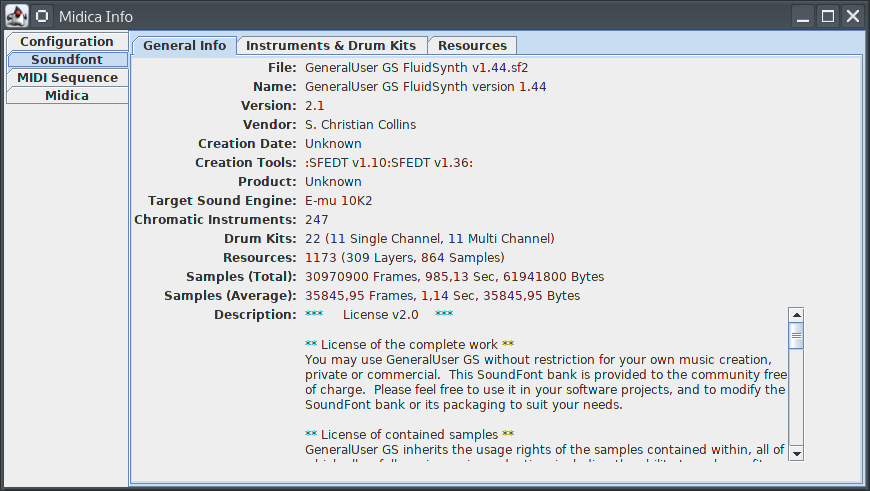 Midica Info
Configuration
Soundfont
MIDI Sequence
Midica
General Info
Instruments & Drum Kits
Resources
File: GeneralUser GS FluidSynth v1.44.sf2
Name: GeneralUser GS FluidSynth version 1.44
Version: 2.1
Vendor: S. Christian Collins
Creation Date: Unknown
Creation Tools: :SFEDT v1.10:SFEDT v1.36:
Product: Unknown
Target Sound Engine: E-mu 10K2
Chromatic Instruments: 247
Drum Kits: 22 (11 Single Channel, 11 Multi Channel)
Resources: 1173 (309 Layers, 864 Samples)
Samples (Total): 30970900 Frames, 985,13 Sec, 61941800 Bytes
Samples (Average): 35845,95 Frames, 1,14 Sec, 35845,95 Bytes
Description: *** License v2.0 ***
** License of the complete work **
You may use GeneralUser GS without restriction for your own music creation,
private or commercial. This SoundFont bank is provided to the community free
of charge. Please feel free to use it in your software projects, and to modify the
SoundFont bank or its packaging to suit your needs.
** License of contained samples **
GeneralUser GS inherits the usage rights of the samples contained within, all of